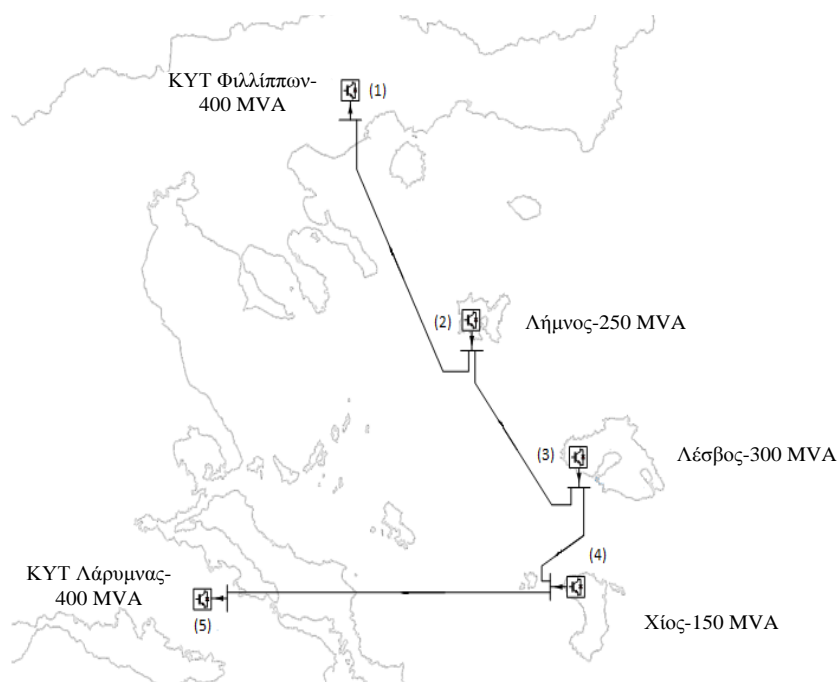 ΚΥΤ Φιλλίππων-
400 MVA
(1)
(2)
Λήμνος-250 MVA
(3)
Λέσβος-300 MVA
(4)
ΚΥΤ Λάρυμνας-
400 MVA
(5)
Χίος-150 MVA